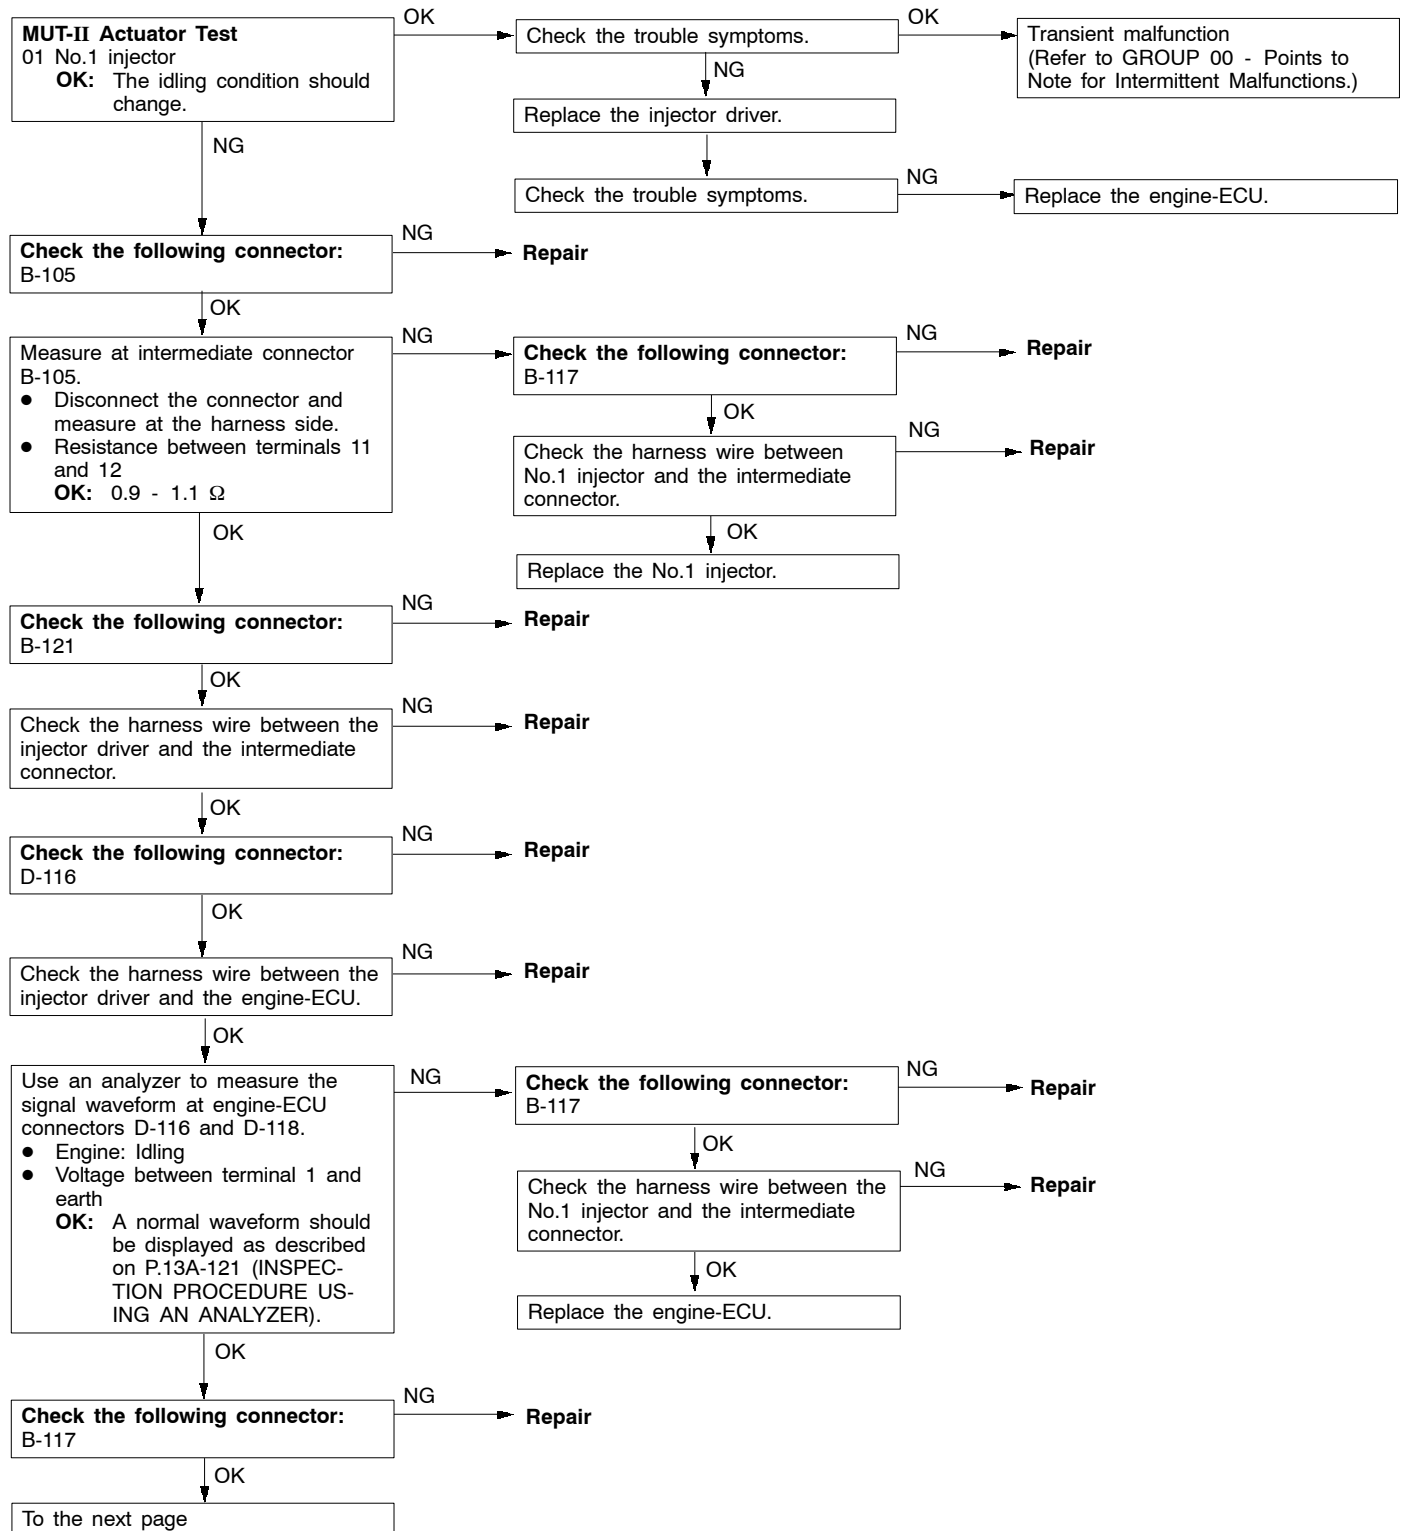 MUT-II Actuator Test
01 No.1 injector
OK: The idling condition should
change.
OK
Check the trouble symptoms.
OK
Transient malfunction
(Refer to GROUP 00 - Points to
Note for Intermittent Malfunctions.)
NG
Replace the injector driver.
Check the trouble symptoms.
NG
Replace the engine-ECU.
NG
Check the following connector:
B-105
NG
Repair
OK
Measure at intermediate connector
B-105.
● Disconnect the connector and
measure at the harness side.
● Resistance between terminals 11
and 12
OK: 0.9 - 1.1 Ω
NG
Check the following connector:
B-117
NG
Repair
OK
Check the harness wire between
No.1 injector and the intermediate
connector.
NG
Repair
OK
Replace the No.1 injector.
OK
Check the following connector:
B-121
NG
Repair
OK
Check the harness wire between the
injector driver and the intermediate
connector.
NG
Repair
OK
Check the following connector:
D-116
NG
Repair
OK
Check the harness wire between the
injector driver and the engine-ECU.
NG
Repair
OK
Use an analyzer to measure the
signal waveform at engine-ECU
connectors D-116 and D-118.
● Engine: Idling
● Voltage between terminal 1 and
earth
OK: A normal waveform should
be displayed as described
on P.13A-121 (INSPEC-
TION PROCEDURE US-
ING AN ANALYZER).
NG
Check the following connector:
B-117
NG
Repair
OK
Check the harness wire between the
No.1 injector and the intermediate
connector.
NG
Repair
OK
Replace the engine-ECU.
OK
Check the following connector:
B-117
NG
Repair
OK
To the next page